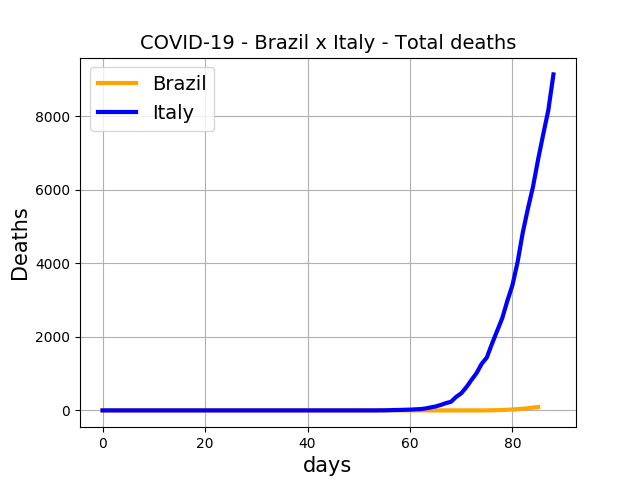 COVID-19 - Brazil x Italy - Total deaths
Brazil
Italy
Deaths
8000
6000
4000
2000
0
0 20 40 60 80
days